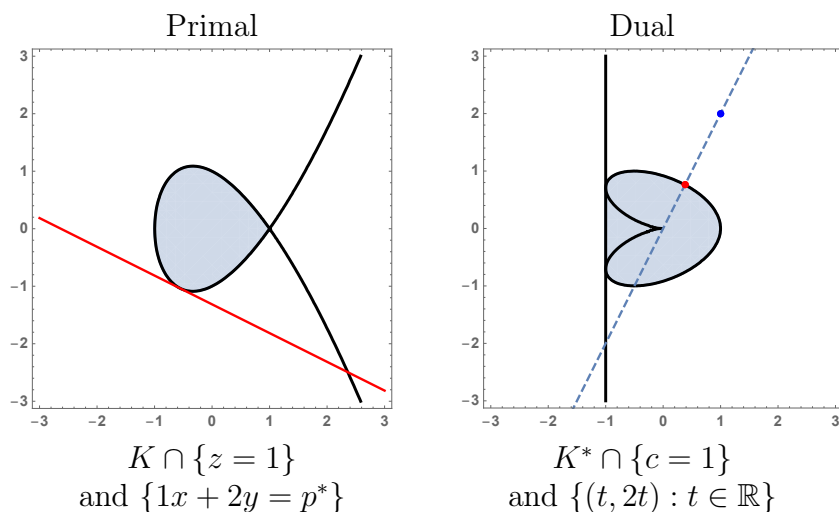 Primal
Dual
3
2
1
0
−1
−2
−3
−3 −2 −1 0 1 2 3
3
2
1
0
−1
−2
−3
−3 −2 −1 0 1 2 3
K ∩ {z = 1}
and {1x + 2y = p*}
K* ∩ {c = 1}
and {(t, 2t) : t ∈ ℝ}